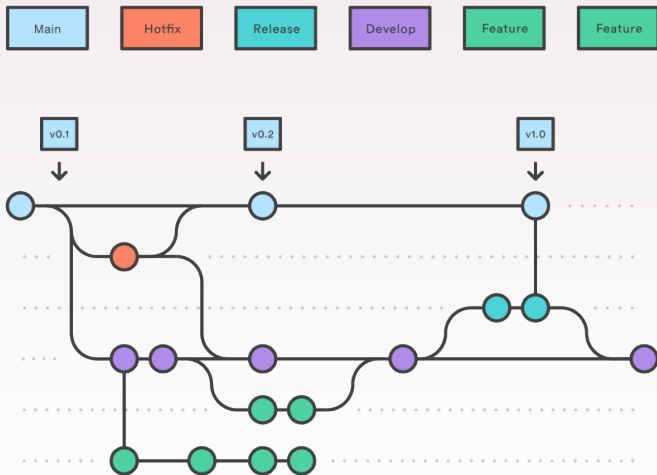 Main
Hotfix
Release
Develop
Feature
Feature
v0.1
v0.2
v1.0